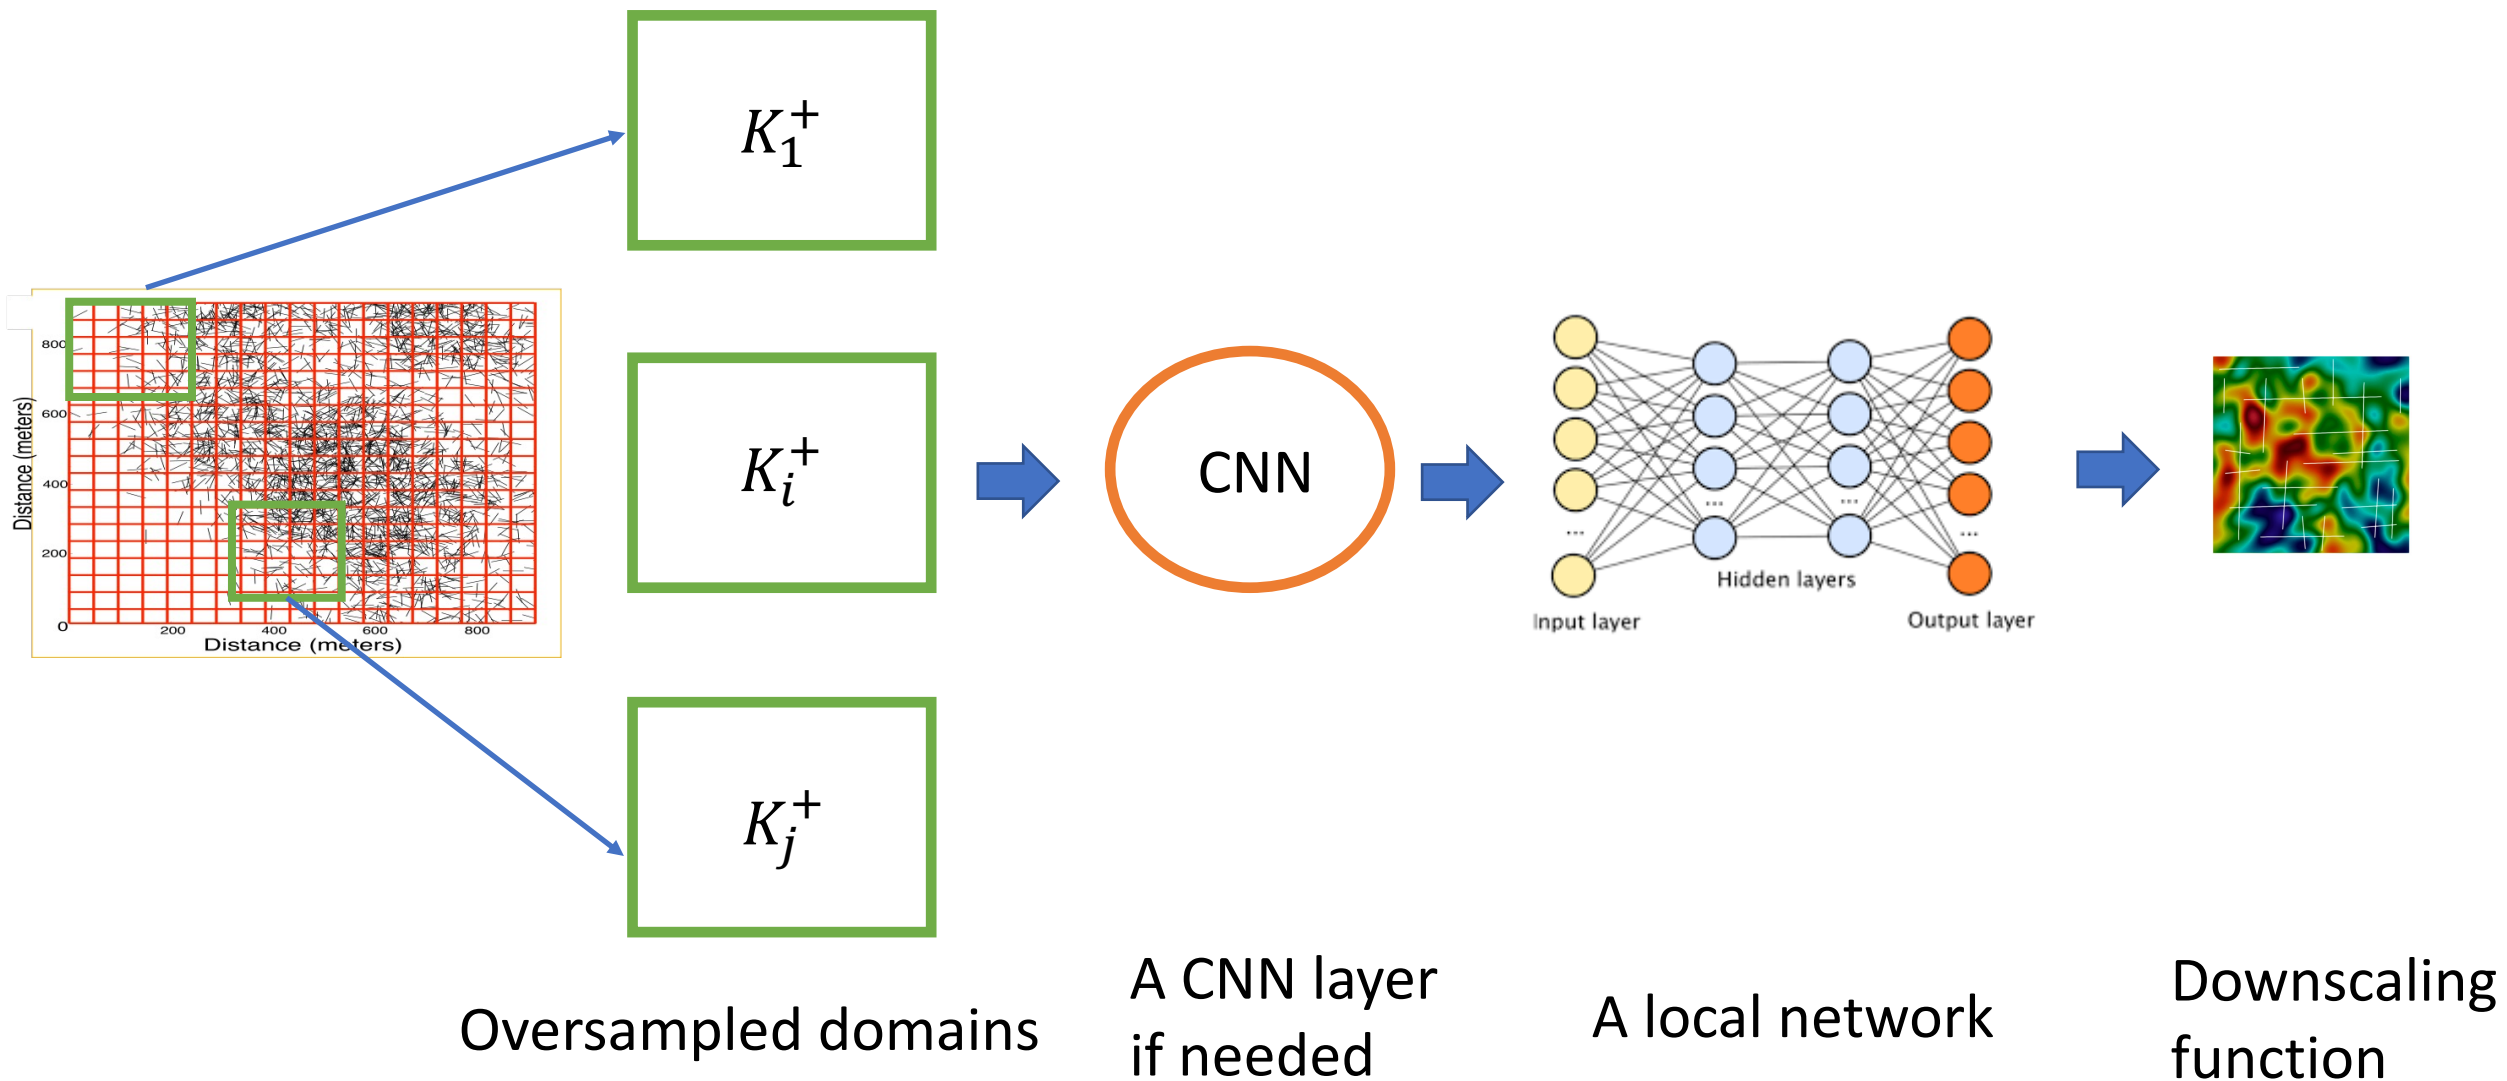 K₁⁺
800
600
400
200
0
Distance (meters)
200 400 600 800
Distance (meters)
Kᵢ⁺
CNN
...
...
...
...
Hidden layers
Input layer
Output layer
Kⱼ⁺
Oversampled domains
A CNN layer
if needed
A local network
Downscaling
function